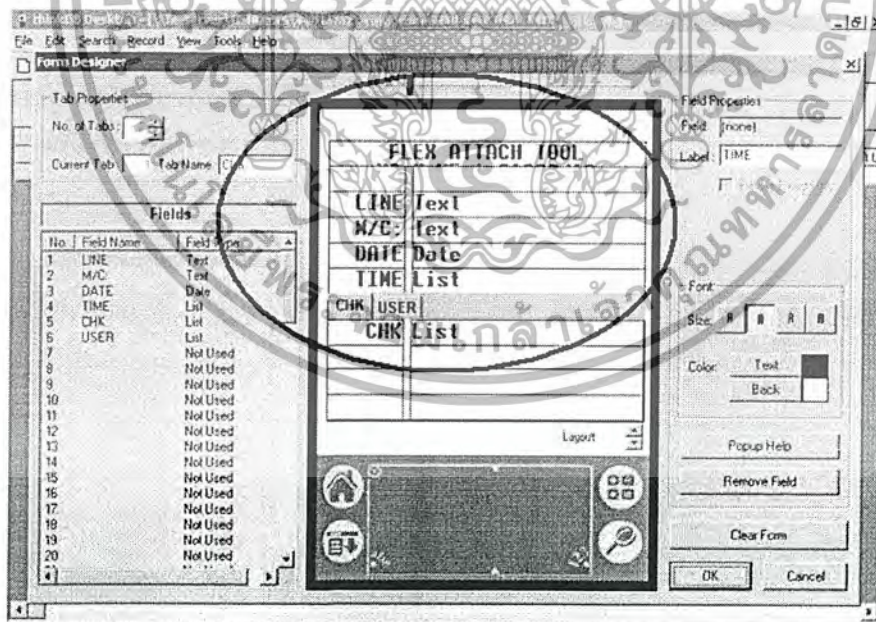 HanDBase Desktop
File Edit Search Record View Tools Help
Form Designer
Tab Properties
No. of Tabs:
Current Tab: 1 Tab Name: CHK
Fields
No. Field Name Field Type
1 LINE Text
2 M/C: Text
3 DATE Date
4 TIME List
5 CHK List
6 USER List
7 Not Used
8 Not Used
9 Not Used
10 Not Used
11 Not Used
12 Not Used
13 Not Used
14 Not Used
15 Not Used
16 Not Used
17 Not Used
18 Not Used
19 Not Used
20 Not Used
FLEX ATTACH TOOL
LINE Text
M/C: Text
DATE Date
TIME List
CHK USER
CHK List
Layout
Field Properties
Field: (none)
Label: TIME
Font
Size: A A A A
Color: Text
Back
Popup Help
Remove Field
Clear Form
OK Cancel